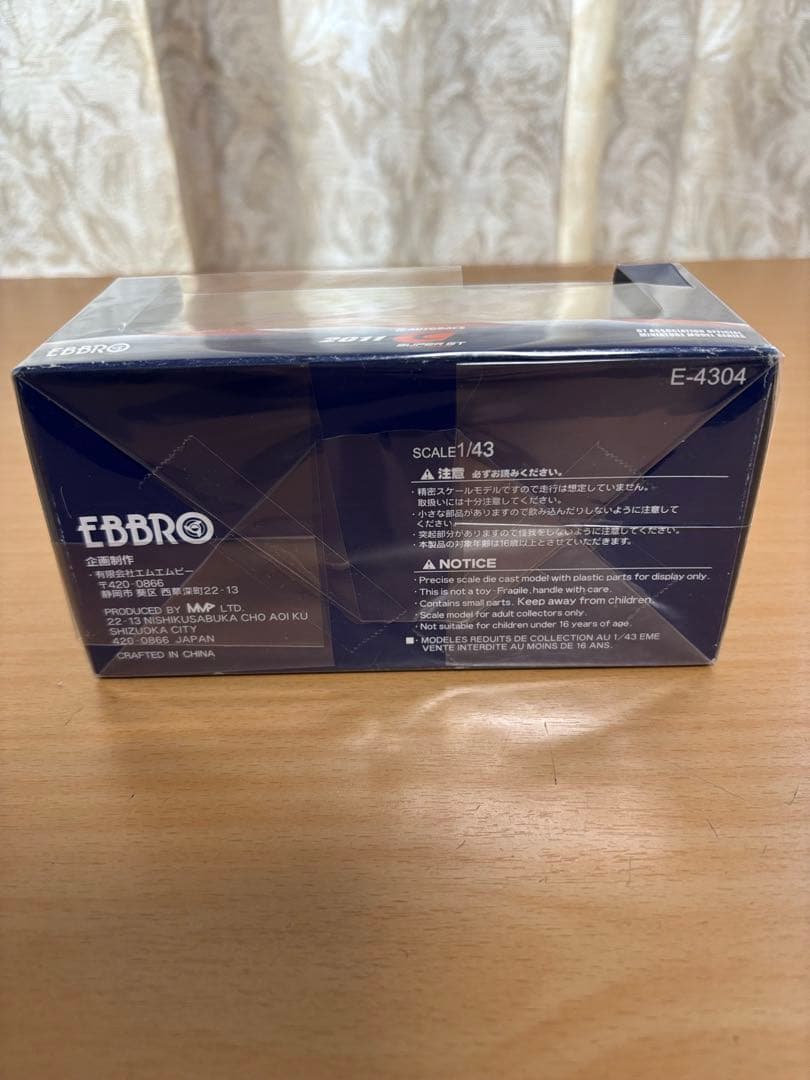 EBBRO
AUTOBACS
2011
SUPER GT
GT ASSOCIATION OFFICIAL
MINIATURE MODEL SERIES
E-4304
EBBRO
企画制作
・有限会社エムエムピー
〒420-0866
静岡市 葵区 西草深町22-13
PRODUCED BY MMP LTD.
22-13 NISHIKUSABUKA CHO AOI KU
SHIZUOKA CITY
420-0866 JAPAN
CRAFTED IN CHINA
SCALE1/43
注意 必ずお読みください。
・精密スケールモデルですので走行は想定していません。
取扱いには十分注意してください。
・小さな部品がありますので飲み込んだりしないように注意して
ください。
・突起部分がありますので怪我をしないように注意してください。
・本製品の対象年齢は16歳以上とさせていただきます。
NOTICE
・Precise scale die cast model with plastic parts for display only.
・This is not a toy・Fragile, handle with care.
・Contains small parts. Keep away from children.
・Scale model for adult collectors only.
・Not suitable for children under 16 years of age.
・MODELES REDUITS DE COLLECTION AU 1/43 EME
VENTE INTERDITE AU MOINS DE 16 ANS.